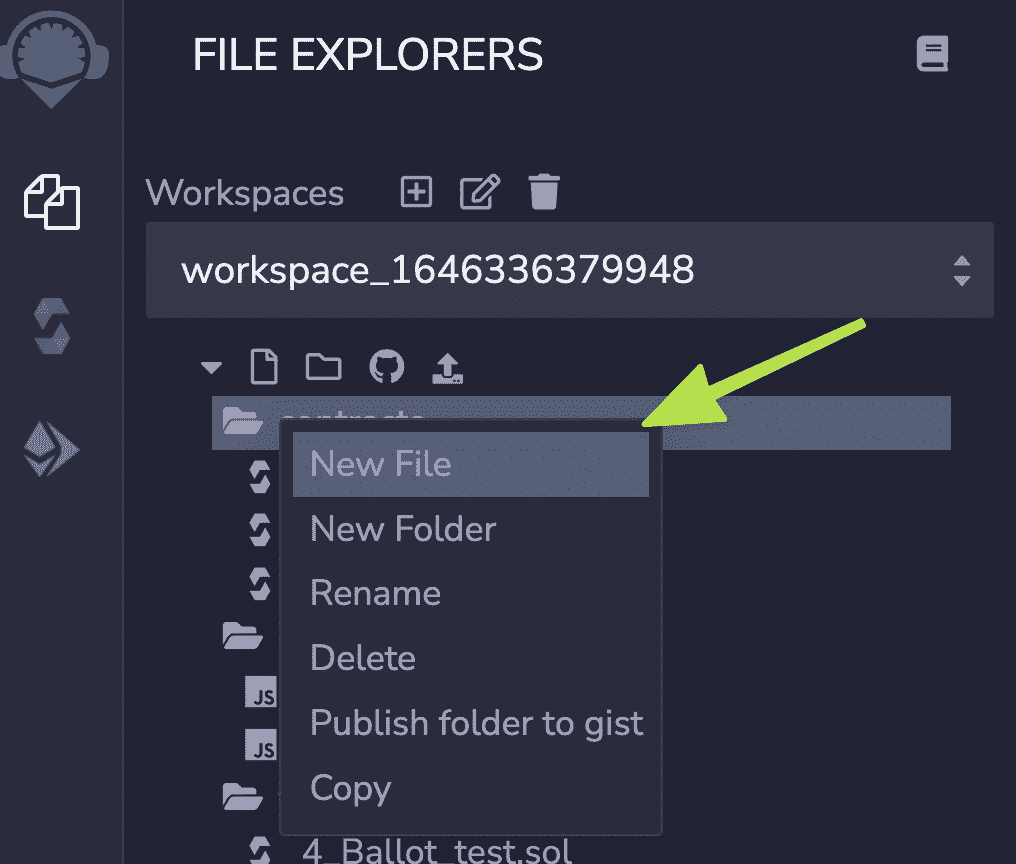 FILE EXPLORERS
Workspaces
workspace_1646336379948
contracts
New File
New Folder
Rename
JS
Delete
JS
Publish folder to gist
Copy
4_Ballot_test.sol